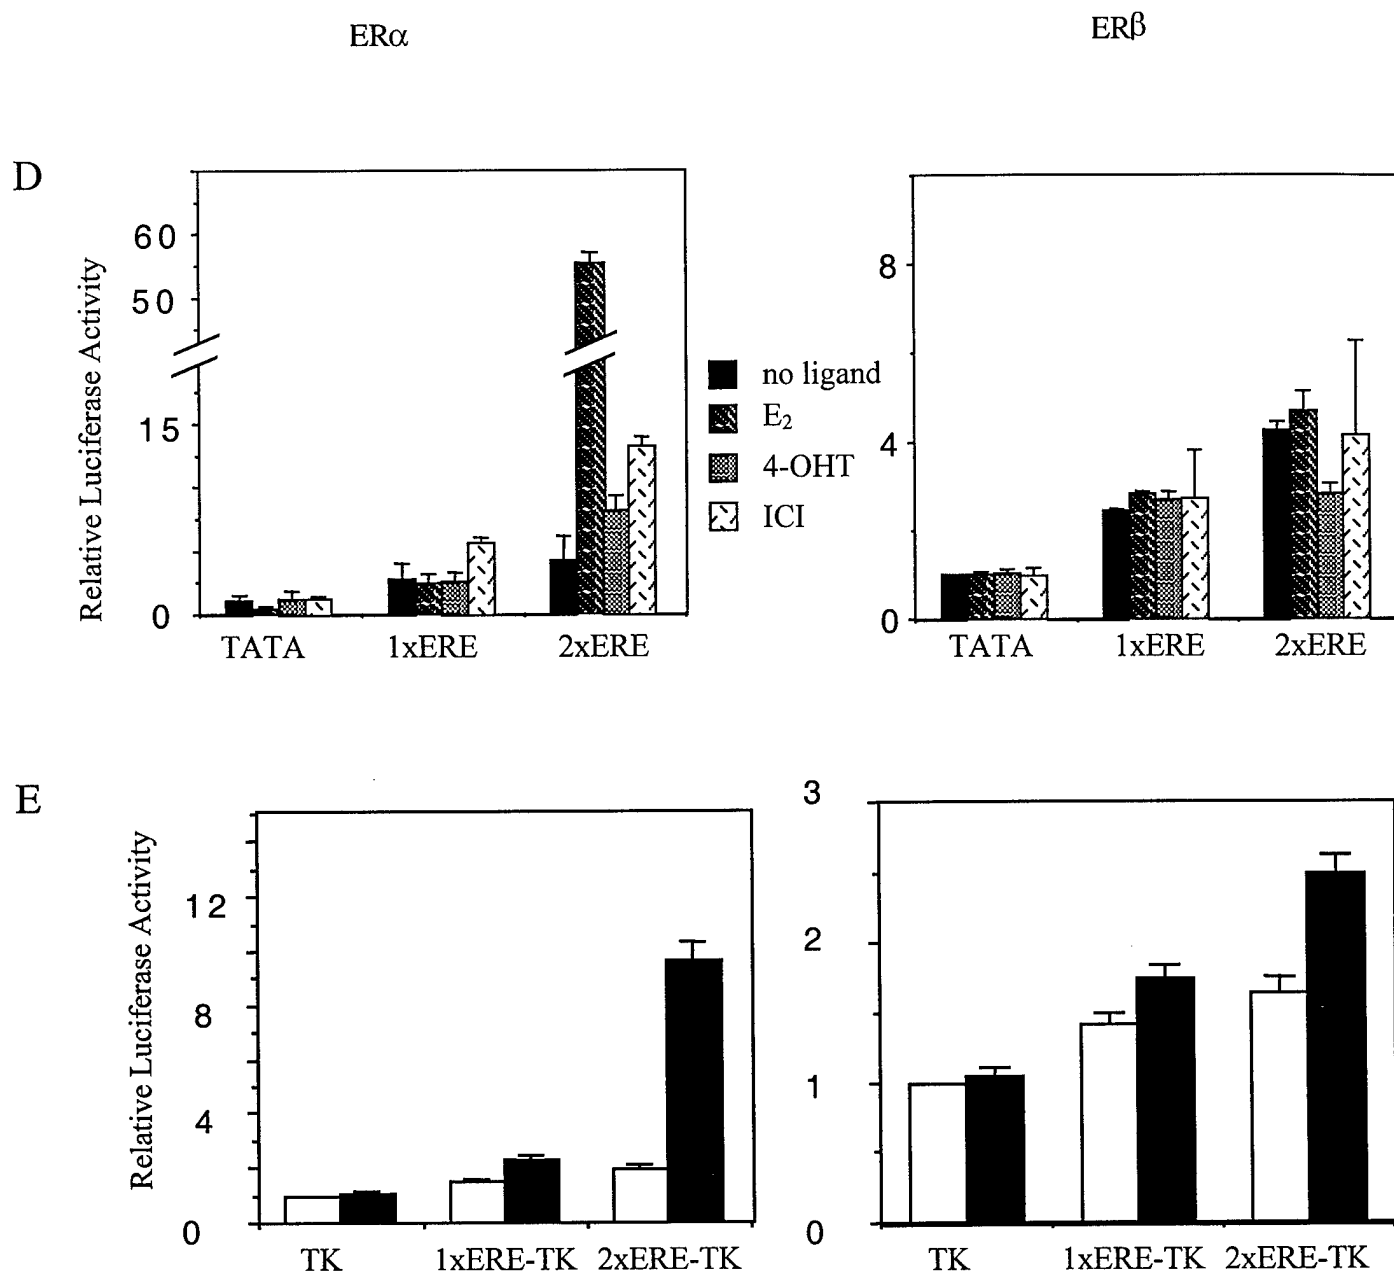 ERα
ERβ
D
Relative Luciferase Activity
60
50
15
0
TATA
1xERE
2xERE
no ligand
E₂
4-OHT
ICI
8
4
0
TATA
1xERE
2xERE
E
Relative Luciferase Activity
12
8
4
0
TK
1xERE-TK
2xERE-TK
3
2
1
0
TK
1xERE-TK
2xERE-TK